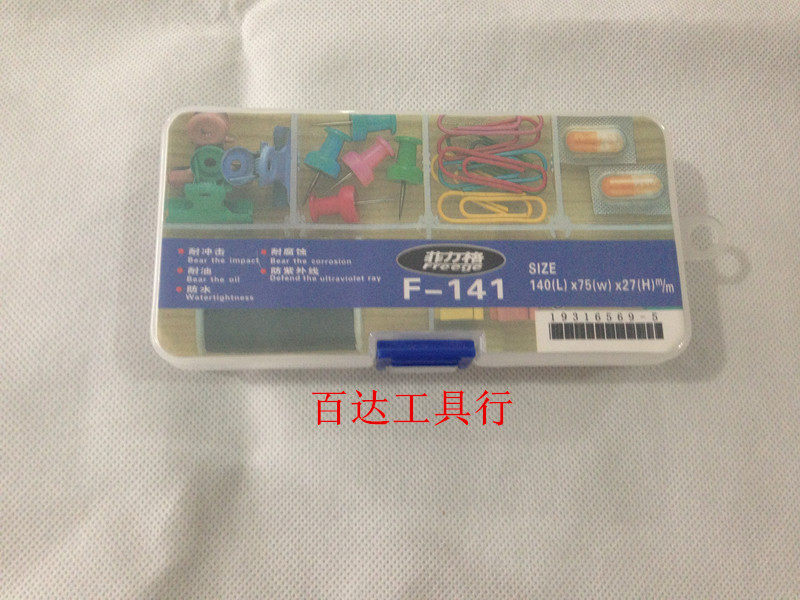 耐冲击
Bear the impact
耐油
Bear the oil
防水
Watertightness
耐腐蚀
Bear the corrosion
防紫外线
Defend the ultraviolet ray
菲力格
Freege
F-141
SIZE
140(L) x75(w) x27(H)m/m
19316569-5
百达工具行